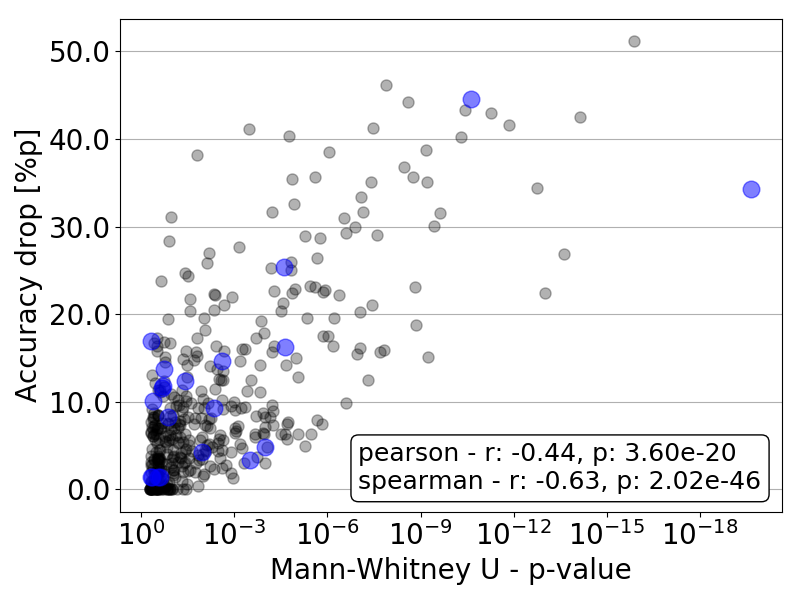 50.0
40.0
30.0
20.0
10.0
0.0
Accuracy drop [%p]
pearson - r: -0.44, p: 3.60e-20
spearman - r: -0.63, p: 2.02e-46
10⁰ 10⁻³ 10⁻⁶ 10⁻⁹ 10⁻¹² 10⁻¹⁵ 10⁻¹⁸
Mann-Whitney U - p-value